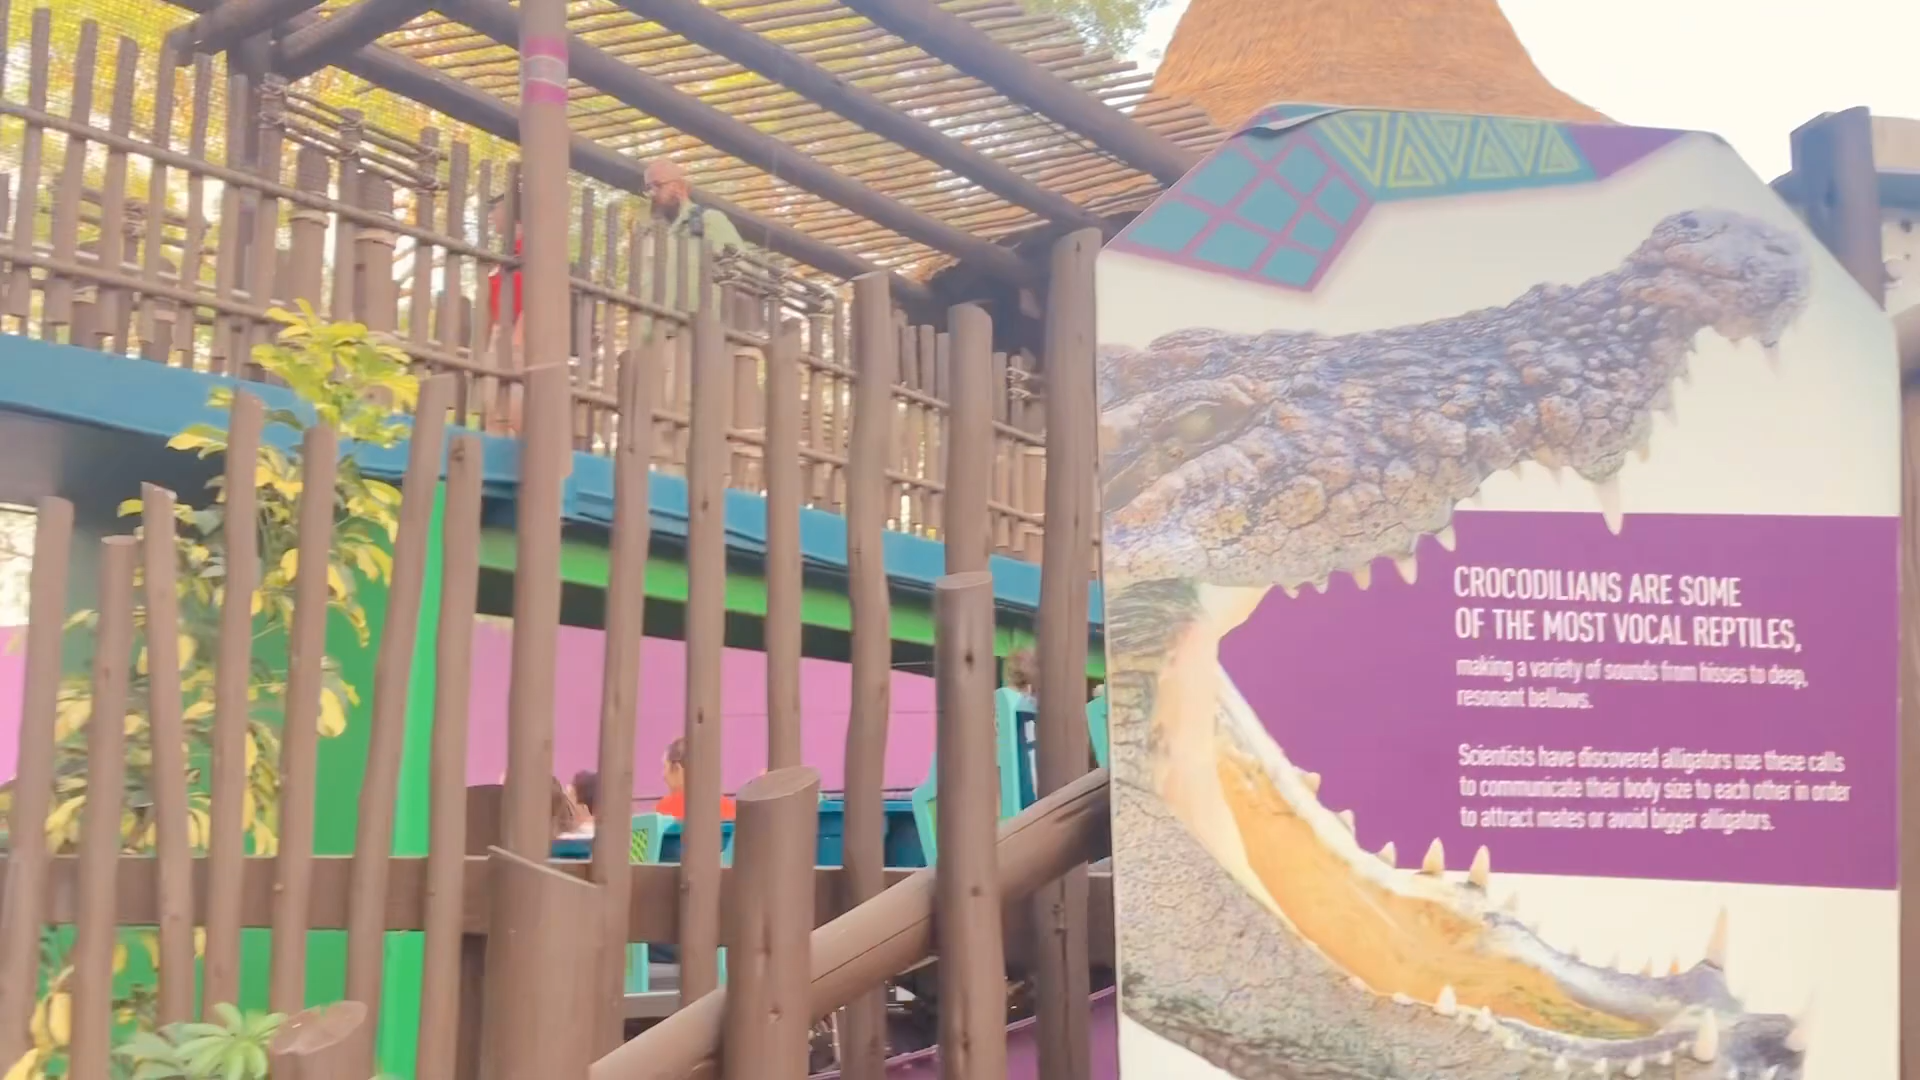 CROCODILIANS ARE SOME
OF THE MOST VOCAL REPTILES,
making a variety of sounds from hisses to deep,
resonant bellows.
Scientists have discovered alligators use these calls
to communicate their body size to each other in order
to attract mates or avoid bigger alligators.